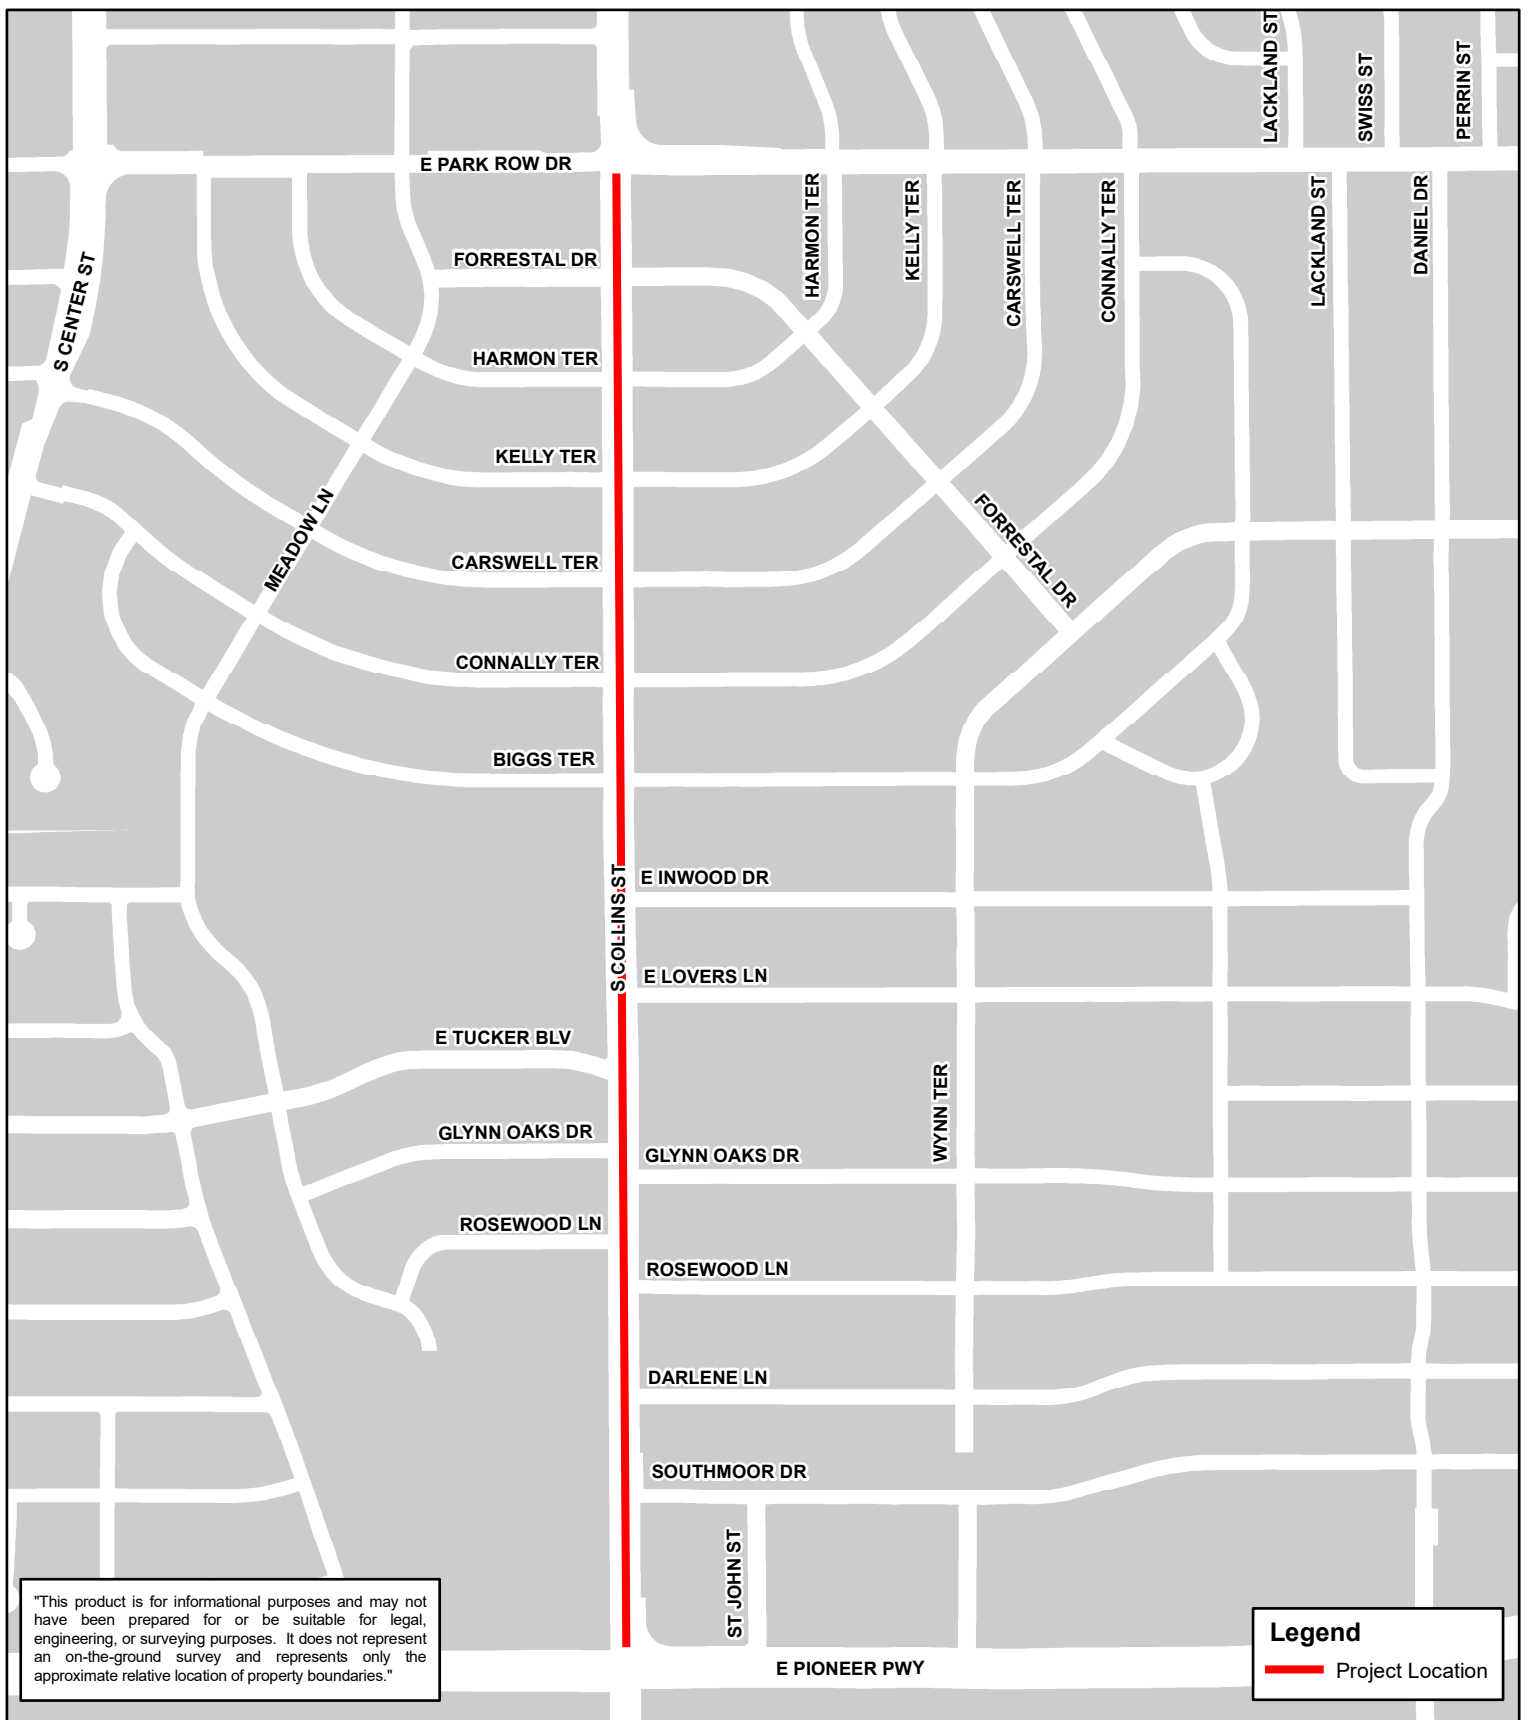 LACKLAND ST
SWISS ST
PERRIN ST
E PARK ROW DR
HARMON TER
KELLY TER
CARSWELL TER
CONNALLY TER
LACKLAND ST
DANIEL DR
S CENTER ST
FORRESTAL DR
HARMON TER
KELLY TER
MEADOW LN
FORRESTAL DR
CARSWELL TER
CONNALLY TER
BIGGS TER
S COLLINS ST
E INWOOD DR
E LOVERS LN
E TUCKER BLV
WYNN TER
GLYNN OAKS DR
GLYNN OAKS DR
ROSEWOOD LN
ROSEWOOD LN
DARLENE LN
SOUTHMOOR DR
ST JOHN ST
"This product is for informational purposes and may not
have been prepared for or be suitable for legal,
engineering, or surveying purposes. It does not represent
an on-the-ground survey and represents only the
approximate relative location of property boundaries."
E PIONEER PWY
Legend
Project Location